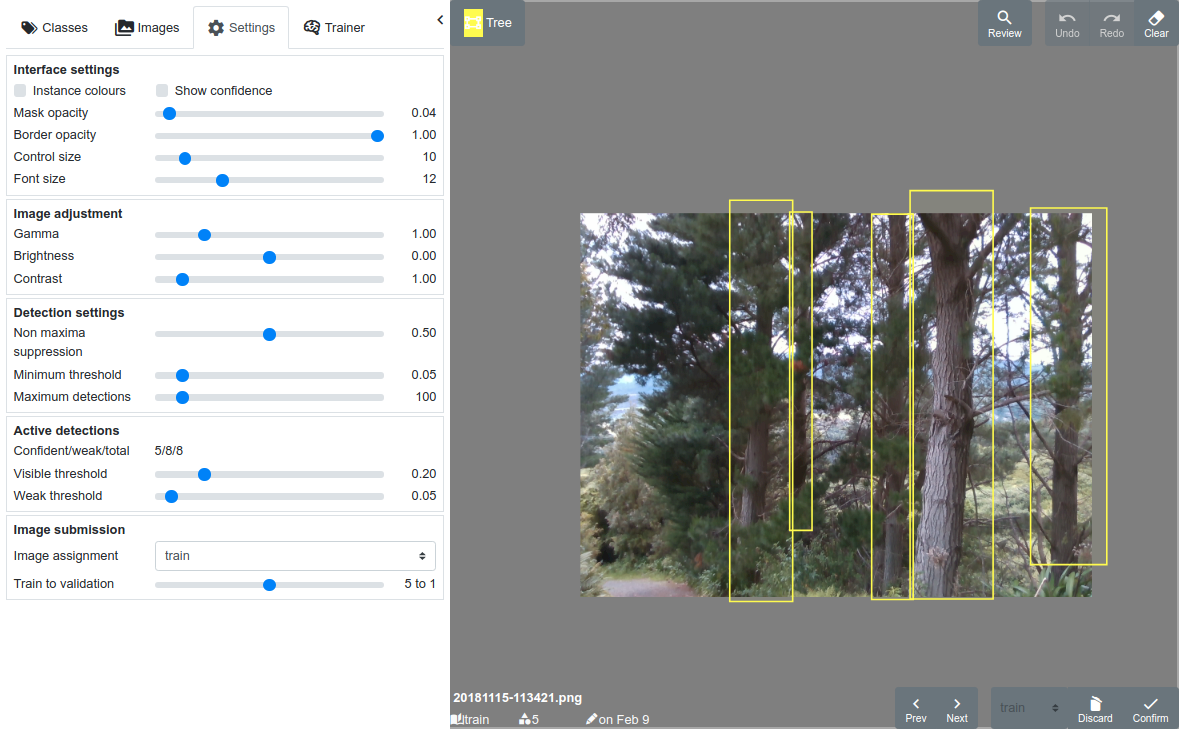 Classes Images Settings Trainer
Interface settings
Instance colours Show confidence
Mask opacity 0.04
Border opacity 1.00
Control size 10
Font size 12
Image adjustment
Gamma 1.00
Brightness 0.00
Contrast 1.00
Detection settings
Non maxima
suppression 0.50
Minimum threshold 0.05
Maximum detections 100
Active detections
Confident/weak/total 5/8/8
Visible threshold 0.20
Weak threshold 0.05
Image submission
Image assignment train
Train to validation 5 to 1
Tree
Review Undo Redo Clear
20181115-113421.png
train 5 on Feb 9
Prev Next train Discard Confirm